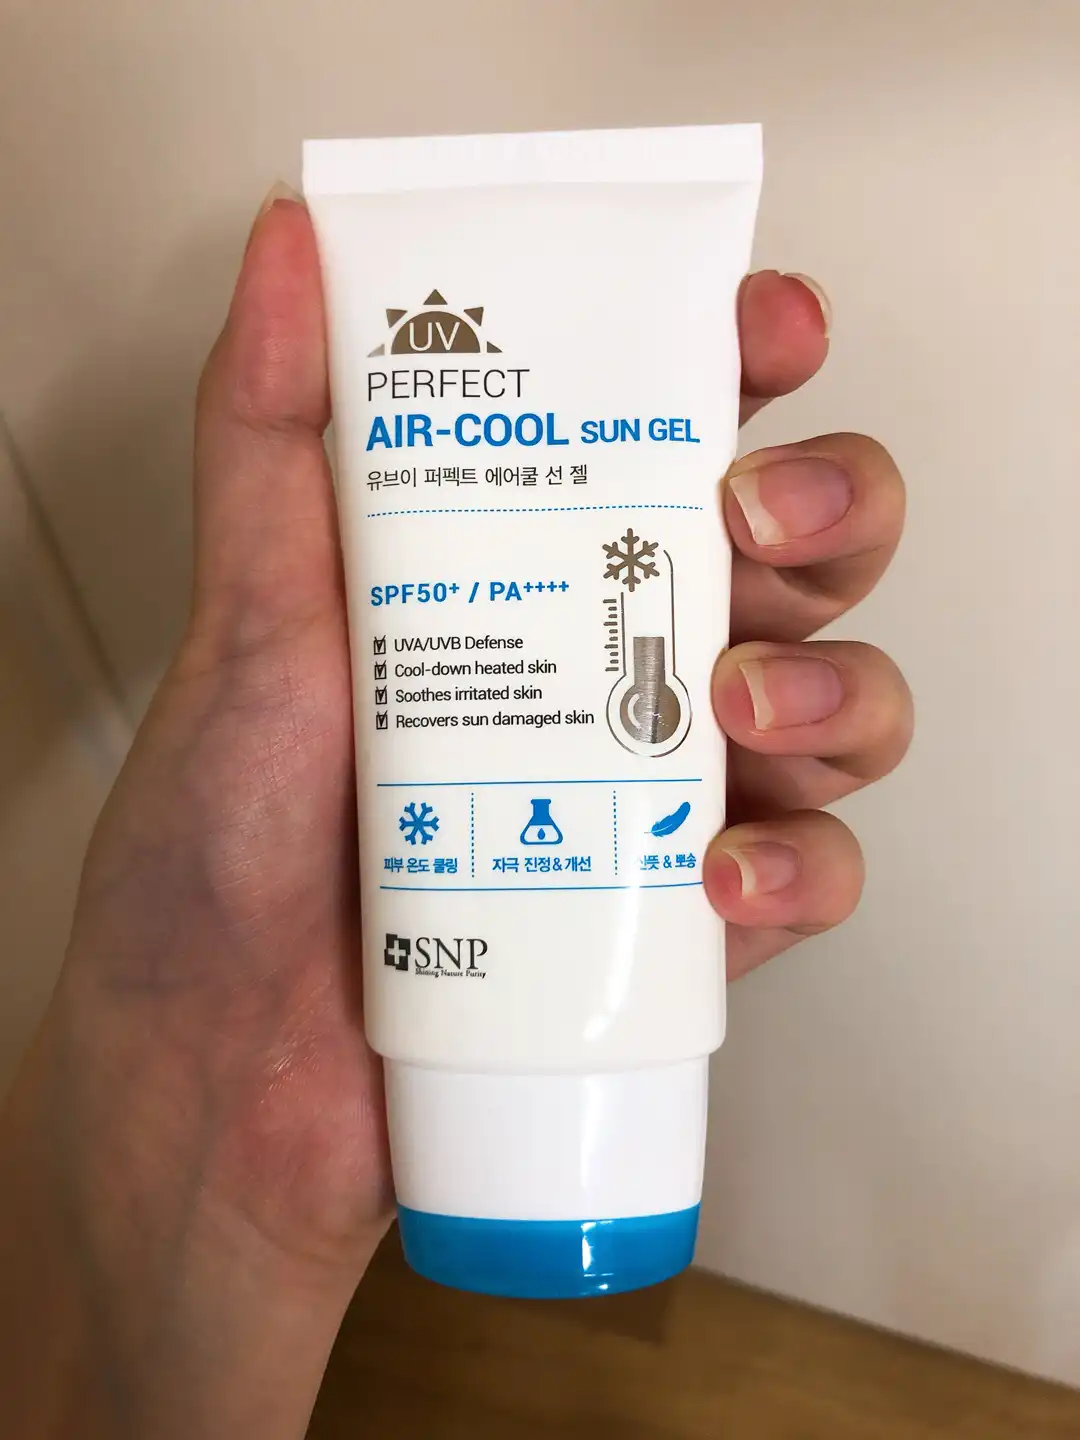 UV
PERFECT
AIR-COOL SUN GEL
유브이 퍼펙트 에어쿨 선 젤
SPF50+ / PA++++
UVA/UVB Defense
Cool-down heated skin
Soothes irritated skin
Recovers sun damaged skin
피부 온도 쿨링
자극 진정&개선
& 뽀송
SNP
Shining Nature Purity